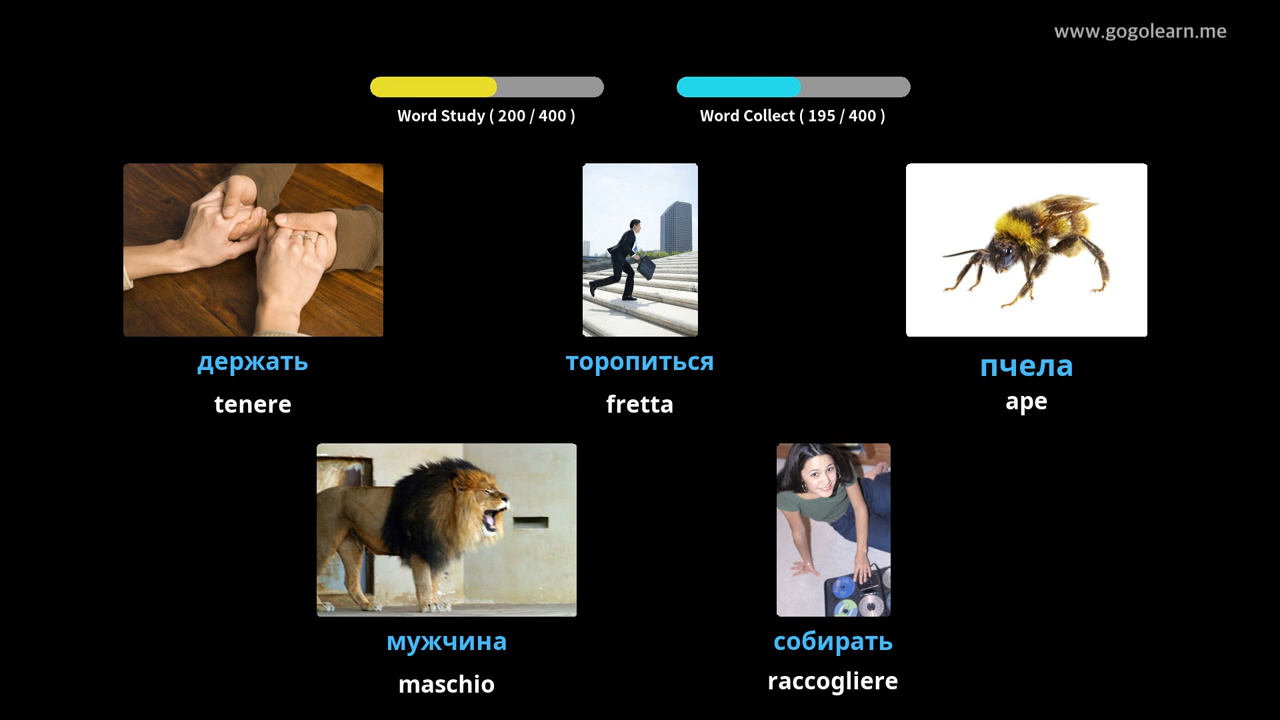 www.gogolearn.me
Word Study ( 200 / 400 )
Word Collect ( 195 / 400 )
держать
tenere
торопиться
fretta
пчела
ape
мужчина
maschio
собирать
raccogliere